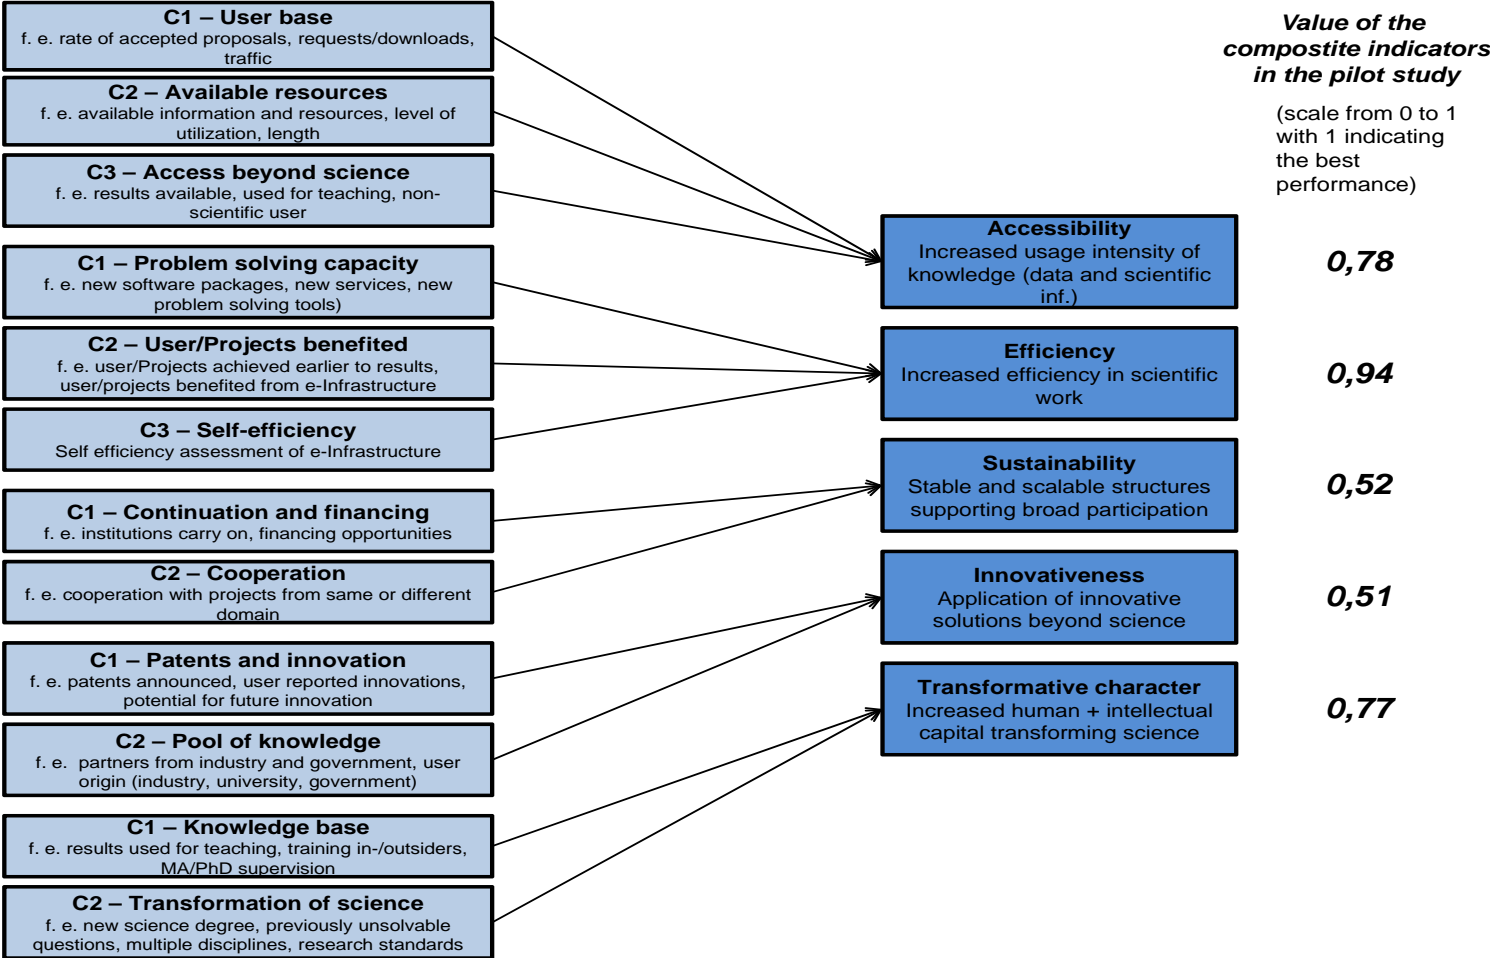 C1 – User base
f. e. rate of accepted proposals, requests/downloads,
traffic
C2 – Available resources
f. e. available information and resources, level of
utilization, length
C3 – Access beyond science
f. e. results available, used for teaching, non-
scientific user
C1 – Problem solving capacity
f. e. new software packages, new services, new
problem solving tools)
C2 – User/Projects benefited
f. e. user/Projects achieved earlier to results,
user/projects benefited from e-Infrastructure
C3 – Self-efficiency
Self efficiency assessment of e-Infrastructure
C1 – Continuation and financing
f. e. institutions carry on, financing opportunities
C2 – Cooperation
f. e. cooperation with projects from same or different
domain
C1 – Patents and innovation
f. e. patents announced, user reported innovations,
potential for future innovation
C2 – Pool of knowledge
f. e. partners from industry and government, user
origin (industry, university, government)
C1 – Knowledge base
f. e. results used for teaching, training in-/outsiders,
MA/PhD supervision
C2 – Transformation of science
f. e. new science degree, previously unsolvable
questions, multiple disciplines, research standards
Accessibility
Increased usage intensity of
knowledge (data and scientific
inf.)
Efficiency
Increased efficiency in scientific
work
Sustainability
Stable and scalable structures
supporting broad participation
Innovativeness
Application of innovative
solutions beyond science
Transformative character
Increased human + intellectual
capital transforming science
Value of the
compostite indicators
in the pilot study
(scale from 0 to 1
with 1 indicating
the best
performance)
0,78
0,94
0,52
0,51
0,77